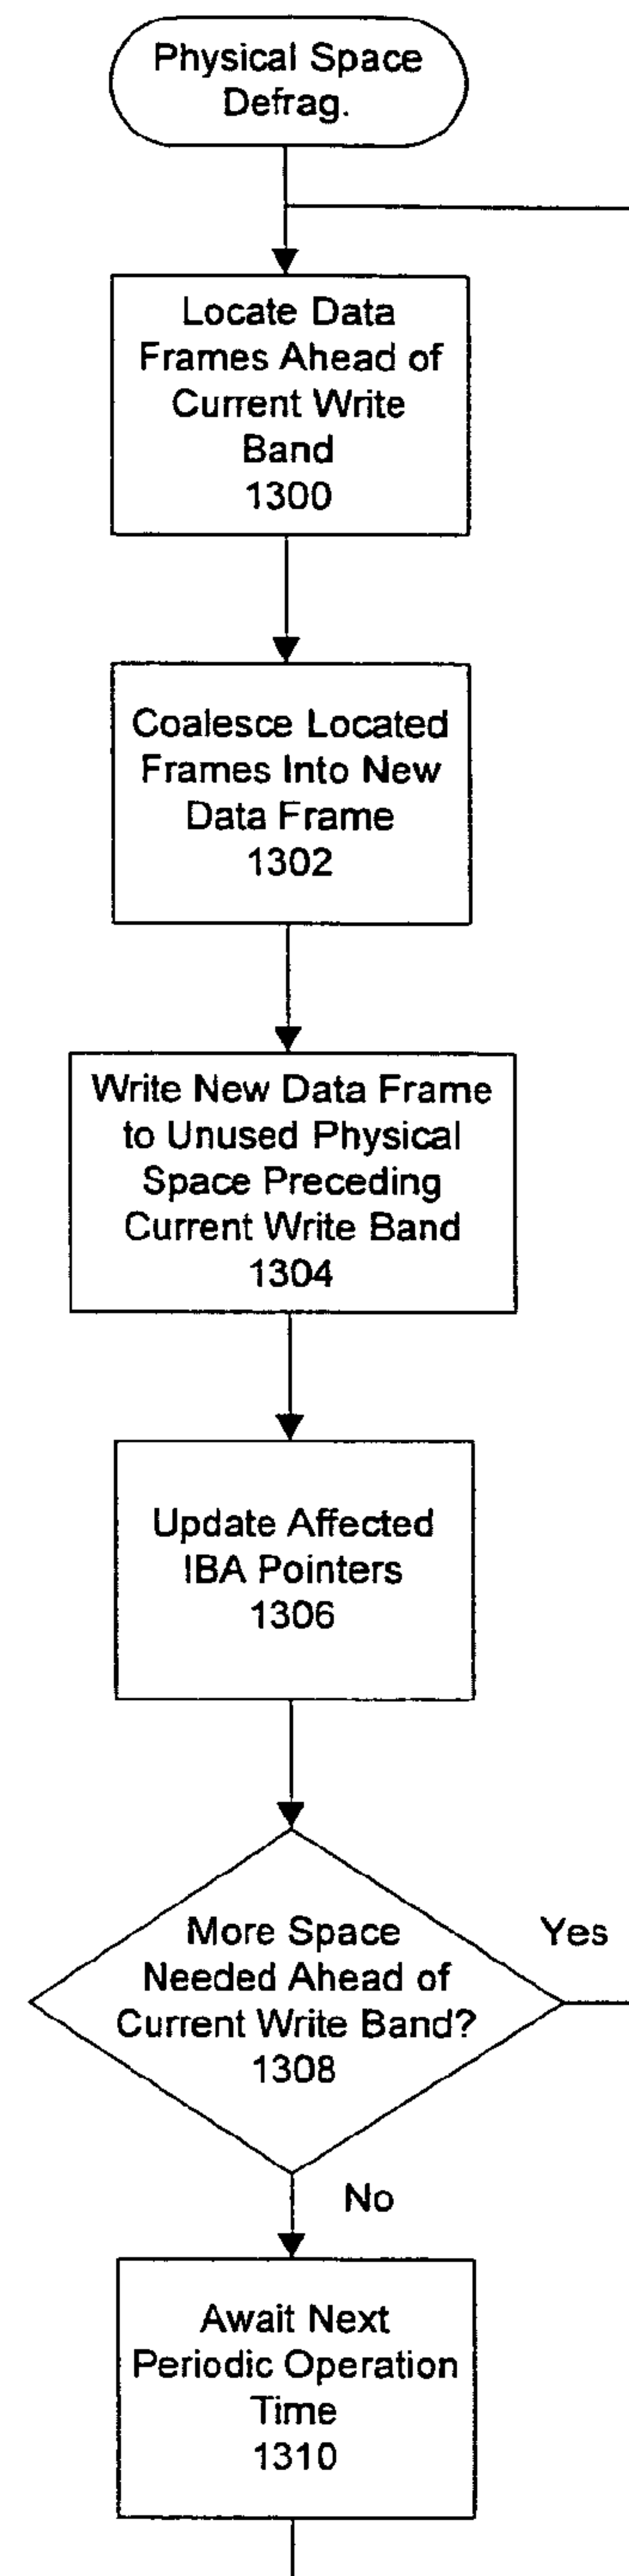 Physical Space
Defrag.
Locate Data
Frames Ahead of
Current Write
Band
1300
Coalesce Located
Frames Into New
Data Frame
1302
Write New Data Frame
to Unused Physical
Space Preceding
Current Write Band
1304
Update Affected
IBA Pointers
1306
More Space
Needed Ahead of
Current Write Band?
1308
Yes
No
Await Next
Periodic Operation
Time
1310